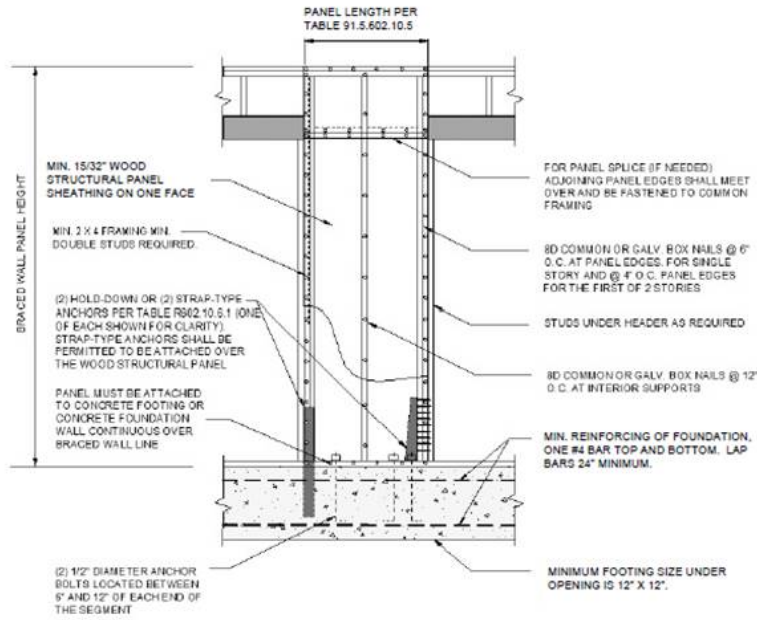 PANEL LENGTH PER
TABLE 91.5.602.10.5
BRACED WALL PANEL HEIGHT
MIN. 15/32" WOOD
STRUCTURAL PANEL
SHEATHING ON ONE FACE
MIN. 2 X 4 FRAMING MIN.
DOUBLE STUDS REQUIRED.
(2) HOLD-DOWN OR (2) STRAP-TYPE
ANCHORS PER TABLE R602.10.6.1 (ONE
OF EACH SHOWN FOR CLARITY).
STRAP-TYPE ANCHORS SHALL BE
PERMITTED TO BE ATTACHED OVER
THE WOOD STRUCTURAL PANEL
PANEL MUST BE ATTACHED
TO CONCRETE FOOTING OR
CONCRETE FOUNDATION
WALL CONTINUOUS OVER
BRACED WALL LINE
(2) 1/2" DIAMETER ANCHOR
BOLTS LOCATED BETWEEN
6" AND 12" OF EACH END OF
THE SEGMENT
FOR PANEL SPLICE (IF NEEDED)
ADJOINING PANEL EDGES SHALL MEET
OVER AND BE FASTENED TO COMMON
FRAMING
8D COMMON OR GALV. BOX NAILS @ 6"
O.C. AT PANEL EDGES. FOR SINGLE
STORY AND @ 4" O.C. PANEL EDGES
FOR THE FIRST OF 2 STORIES
STUDS UNDER HEADER AS REQUIRED
8D COMMON OR GALV. BOX NAILS @ 12"
O.C. AT INTERIOR SUPPORTS
MIN. REINFORCING OF FOUNDATION,
ONE #4 BAR TOP AND BOTTOM. LAP
BARS 24" MINIMUM.
MINIMUM FOOTING SIZE UNDER
OPENING IS 12" X 12".